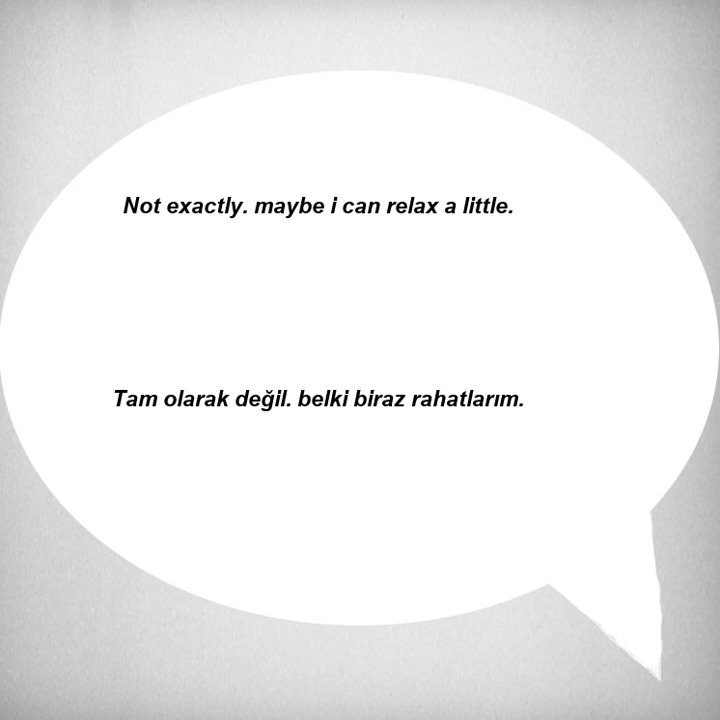 Not exactly. maybe i can relax a little.
Tam olarak değil. belki biraz rahatlarım.